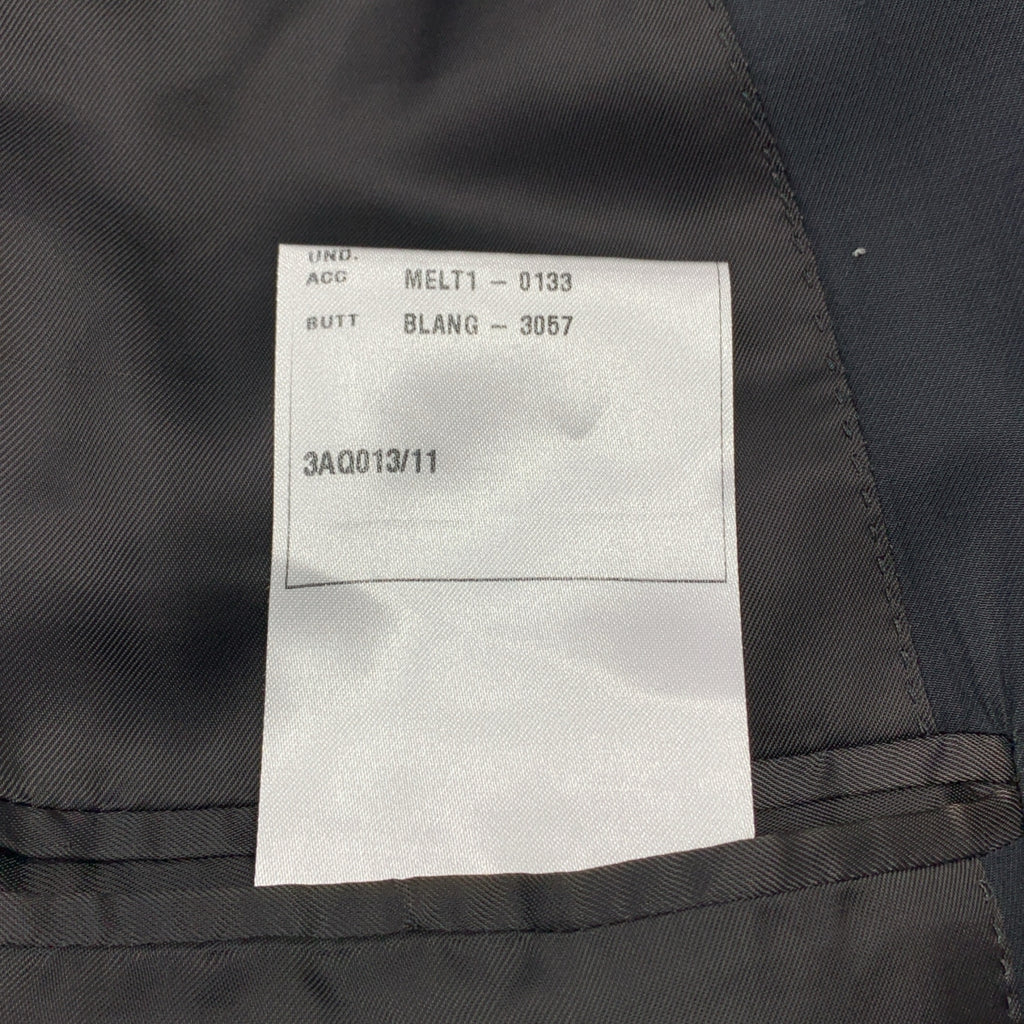 UND.
ACC MELT1 – 0133
BUTT BLANG – 3057
3AQ013/11